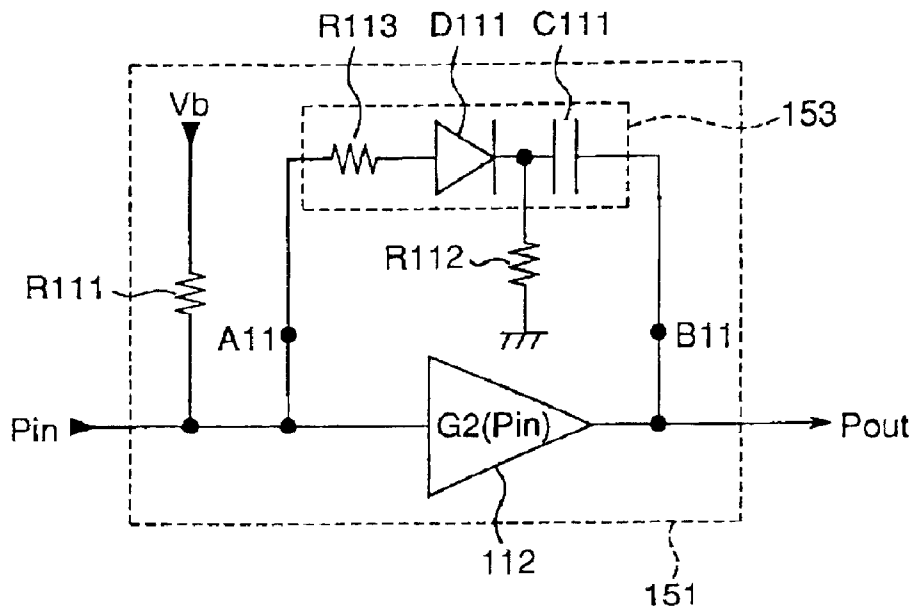 R113 D111 C111
Vb
153
R112
R111
A11
B11
Pin
G2(Pin)
Pout
112
151